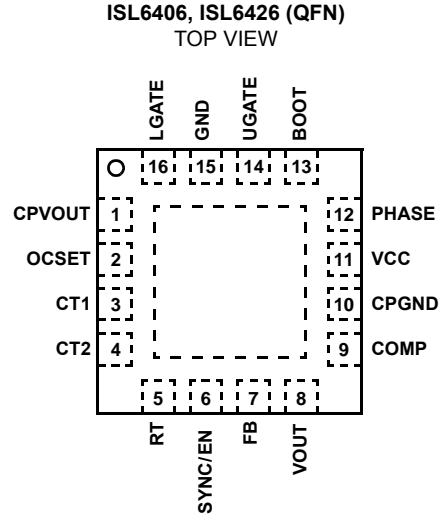 ISL6406, ISL6426 (QFN)
TOP VIEW
LGATE
GND
UGATE
BOOT
16 15 14 13
CPVOUT 1
OCSET 2
CT1 3
CT2 4
12 PHASE
11 VCC
10 CPGND
9 COMP
5 6 7 8
RT
SYNC/EN
FB
VOUT